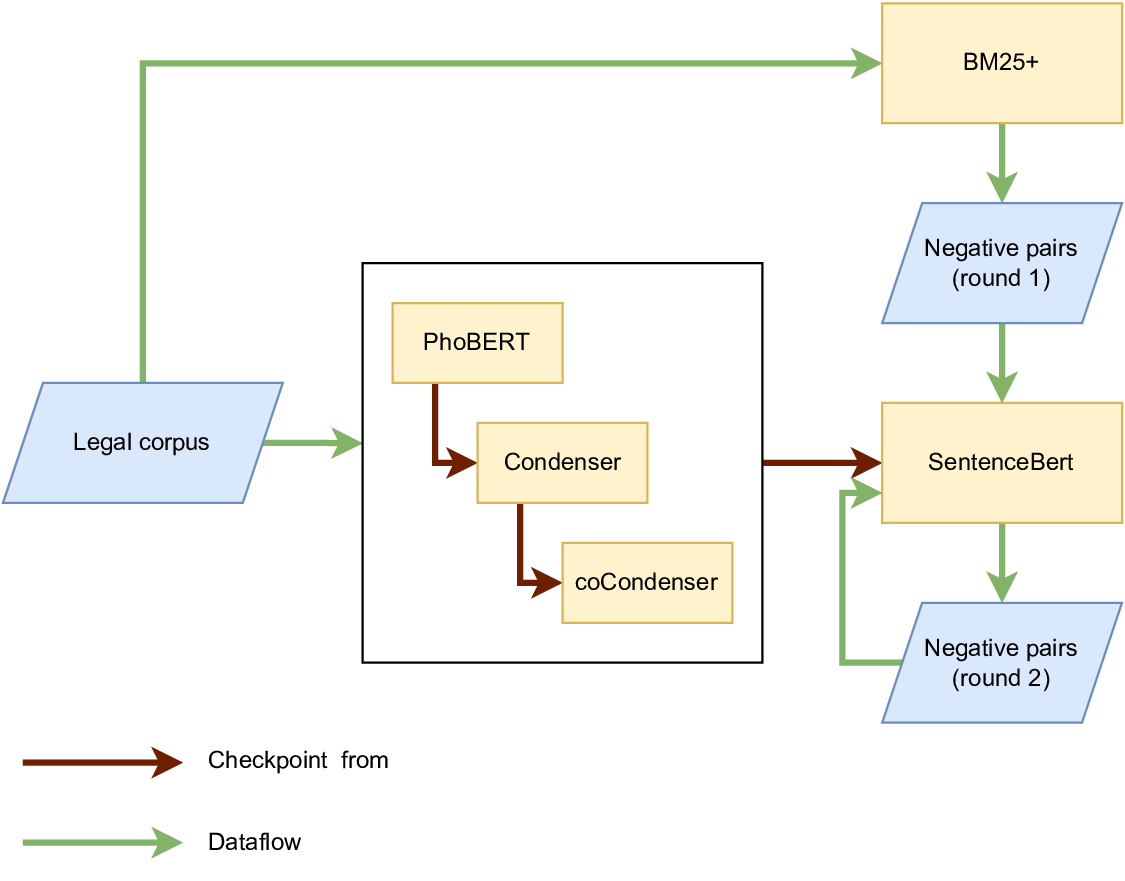 BM25+
Negative pairs
(round 1)
PhoBERT
Legal corpus
Condenser
SentenceBert
coCondenser
Negative pairs
(round 2)
Checkpoint from
Dataflow